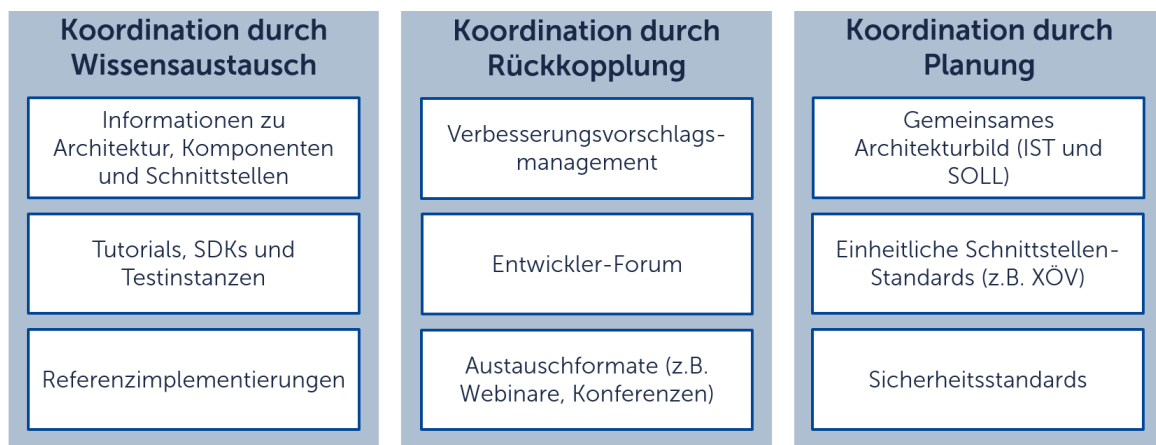 Koordination durch
Wissensaustausch
Informationen zu
Architektur, Komponenten
und Schnittstellen
Tutorials, SDKs und
Testinstanzen
Referenzimplementierungen
Koordination durch
Rückkopplung
Verbesserungsvorschlags-
management
Entwickler-Forum
Austauschformate (z.B.
Webinare, Konferenzen)
Koordination durch
Planung
Gemeinsames
Architekturbild (IST und
SOLL)
Einheitliche Schnittstellen-
Standards (z.B. XÖV)
Sicherheitsstandards